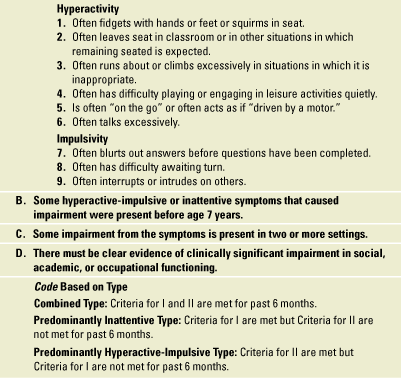 Hyperactivity
1. Often fidgets with hands or feet or squirms in seat.
2. Often leaves seat in classroom or in other situations in which
remaining seated is expected.
3. Often runs about or climbs excessively in situations in which it is
inappropriate.
4. Often has difficulty playing or engaging in leisure activities quietly.
5. Is often “on the go” or often acts as if “driven by a motor.”
6. Often talks excessively.
Impulsivity
7. Often blurts out answers before questions have been completed.
8. Often has difficulty awaiting turn.
9. Often interrupts or intrudes on others.
B. Some hyperactive-impulsive or inattentive symptoms that caused
impairment were present before age 7 years.
C. Some impairment from the symptoms is present in two or more settings.
D. There must be clear evidence of clinically significant impairment in social,
academic, or occupational functioning.
Code Based on Type
Combined Type: Criteria for I and II are met for past 6 months.
Predominantly Inattentive Type: Criteria for I are met but Criteria for II are
not met for past 6 months.
Predominantly Hyperactive-Impulsive Type: Criteria for II are met but
Criteria for I are not met for past 6 months.